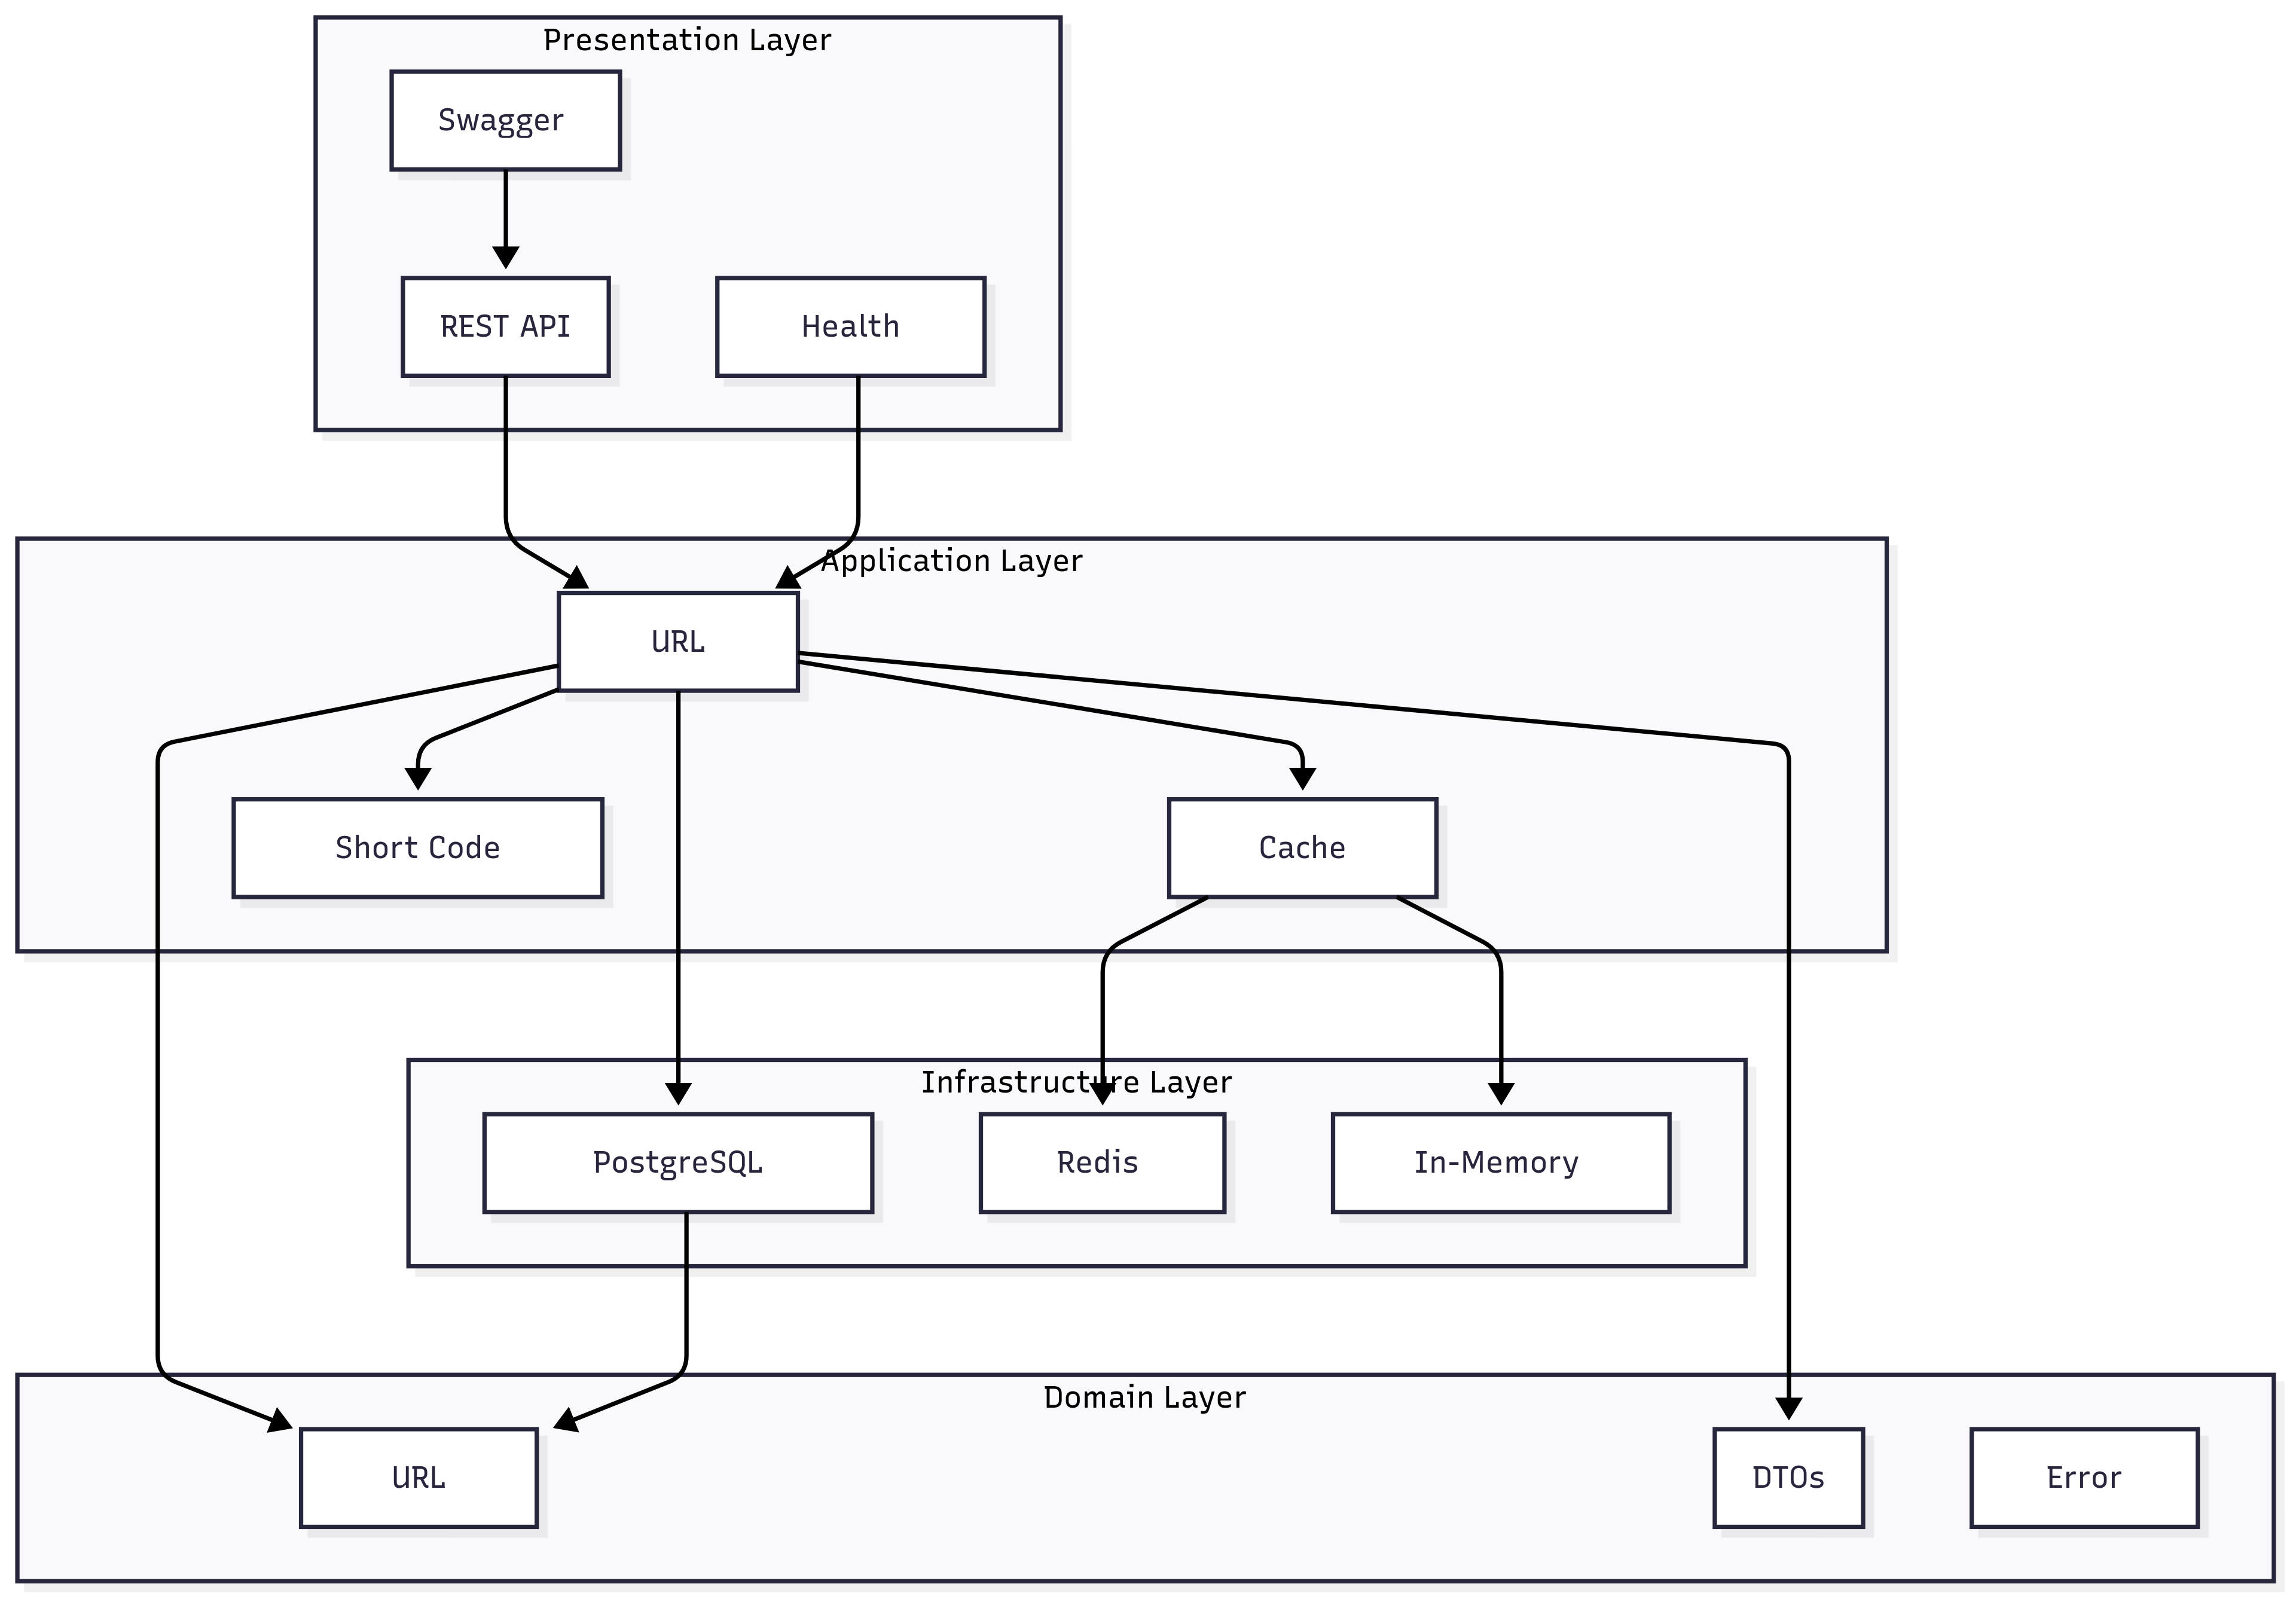 Presentation Layer
Swagger
REST API
Health
Application Layer
URL
Short Code
Cache
Infrastructure Layer
PostgreSQL
Redis
In-Memory
Domain Layer
URL
DTOs
Error